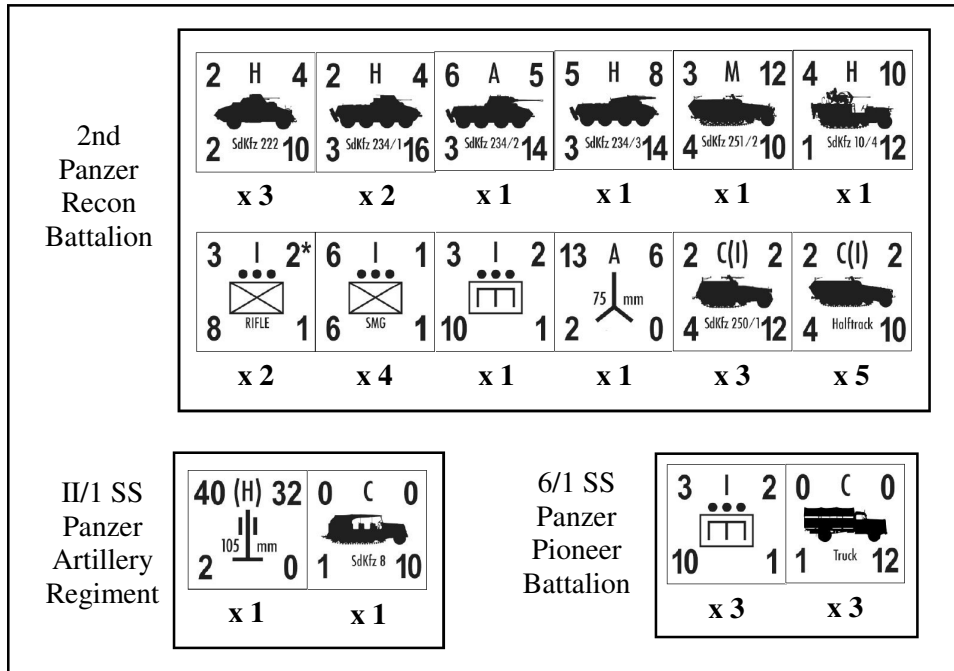 2nd
Panzer
Recon
Battalion
2 H 4 2 H 4 6 A 5 5 H 8 3 M 12 4 H 10
SdKfz 222 SdKfz 234/1 SdKfz 234/2 SdKfz 234/3 SdKfz 251/2 SdKfz 10/4
2 10 3 16 3 14 3 14 4 10 1 12
x 3 x 2 x 1 x 1 x 1 x 1
3 I 2* 6 I 1 3 I 2 13 A 6 2 C(I) 2 2 C(I) 2
RIFLE SMG 75 mm SdKfz 250/1 Halftrack
8 1 6 1 10 1 2 0 4 12 4 10
x 2 x 4 x 1 x 1 x 3 x 5
II/1 SS
Panzer
Artillery
Regiment
40 (H) 32 0 C 0
105 mm SdKfz 8
2 0 1 10
x 1 x 1
6/1 SS
Panzer
Pioneer
Battalion
3 I 2 0 C 0
Truck
10 1 1 12
x 3 x 3